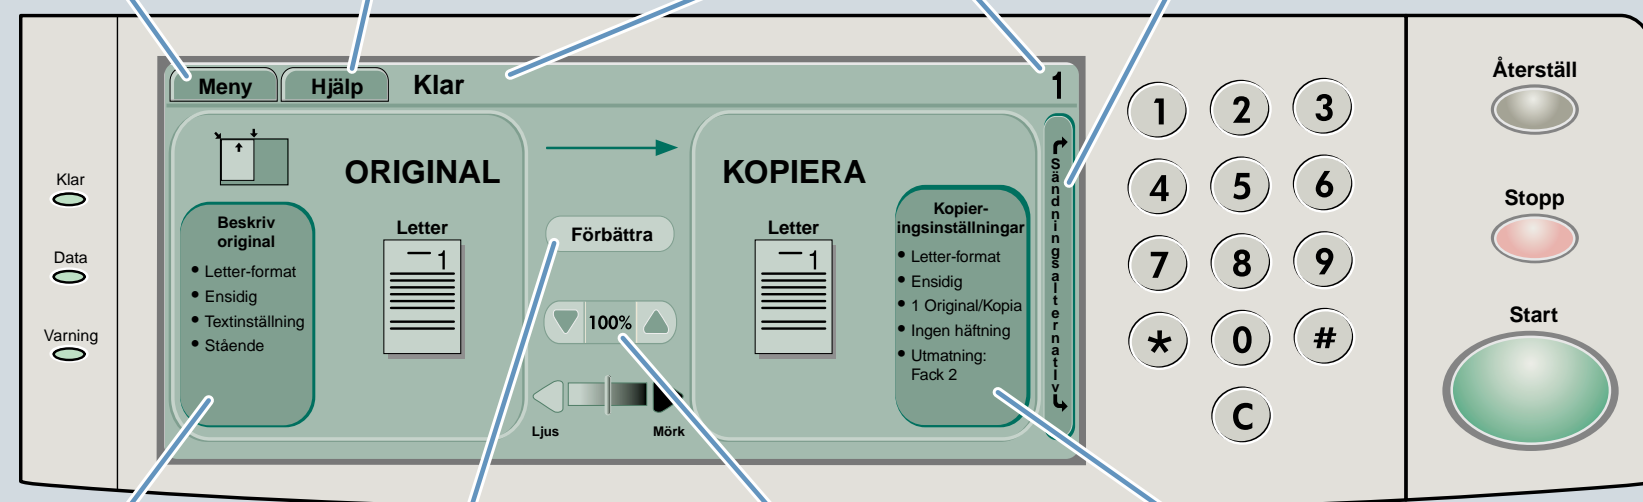 Klar
Data
Varning
Meny
Hjälp
Klar
1
ORIGINAL
Beskriv
original
• Letter-format
• Ensidig
• Textinställning
• Stående
Letter
1
Förbättra
100%
Ljus
Mörk
KOPIERA
Letter
1
Kopier-
ingsinställningar
• Letter-format
• Ensidig
• 1 Original/Kopia
• Ingen häftning
• Utmatning:
Fack 2
Sändningsalternativ
1
2
3
4
5
6
7
8
9
*
0
#
C
Återställ
Stopp
Start